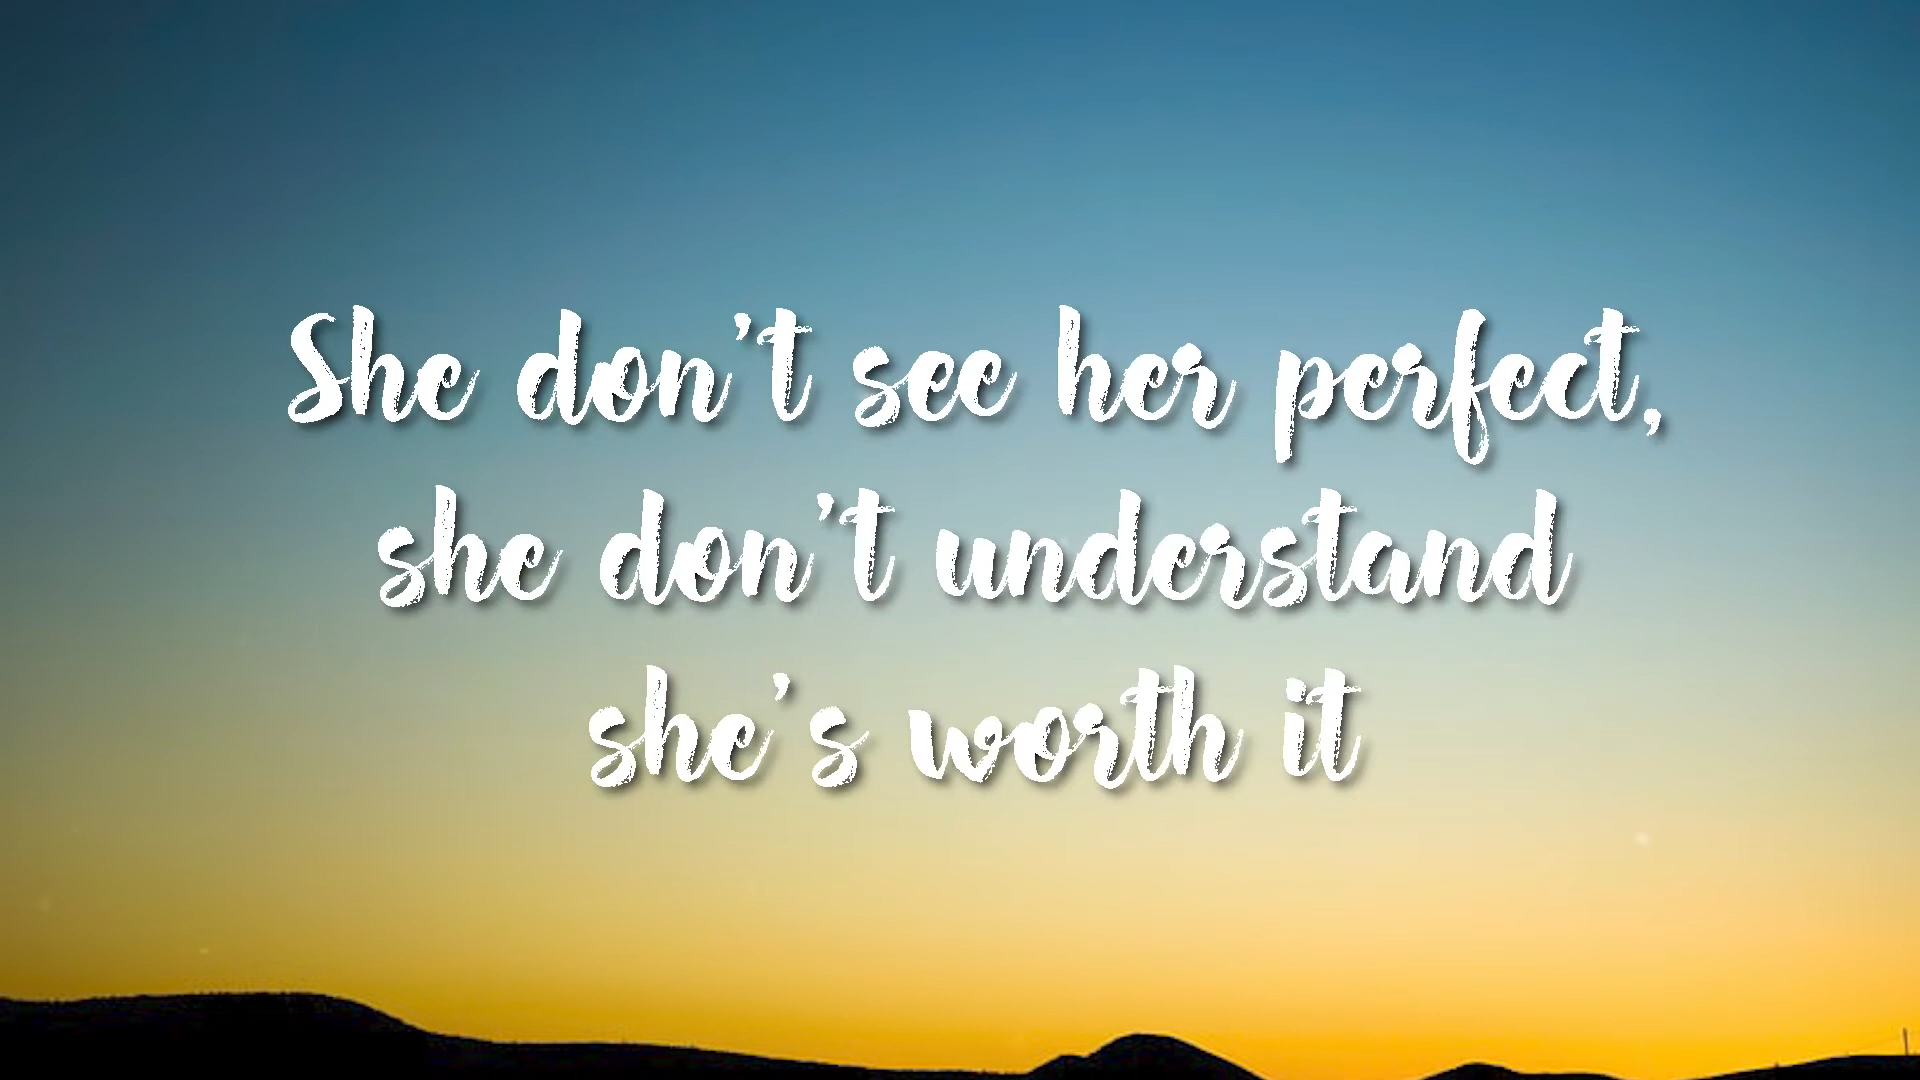 She don't see her perfect,
she don't understand
she's worth it